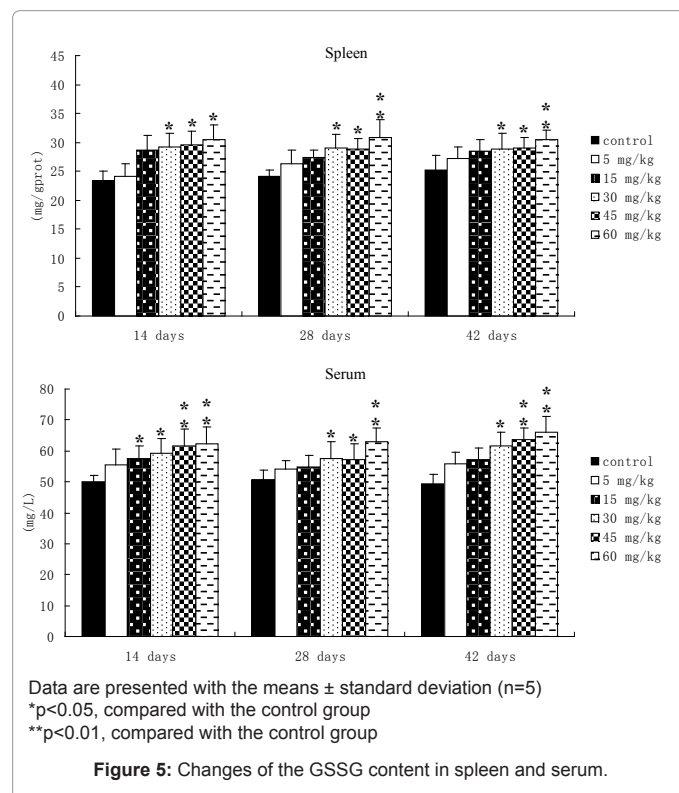 Spleen
45
40
35
30
25
20
15
10
5
0
(mg/gprot)
* * *
* * * *
* * * *
14 days 28 days 42 days
control
5 mg/kg
15 mg/kg
30 mg/kg
45 mg/kg
60 mg/kg
Serum
80
70
60
50
40
30
20
10
0
(mg/L)
* * ** **
* * **
* ** **
14 days 28 days 42 days
control
5 mg/kg
15 mg/kg
30 mg/kg
45 mg/kg
60 mg/kg
Data are presented with the means ± standard deviation (n=5)
*p<0.05, compared with the control group
**p<0.01, compared with the control group
Figure 5: Changes of the GSSG content in spleen and serum.